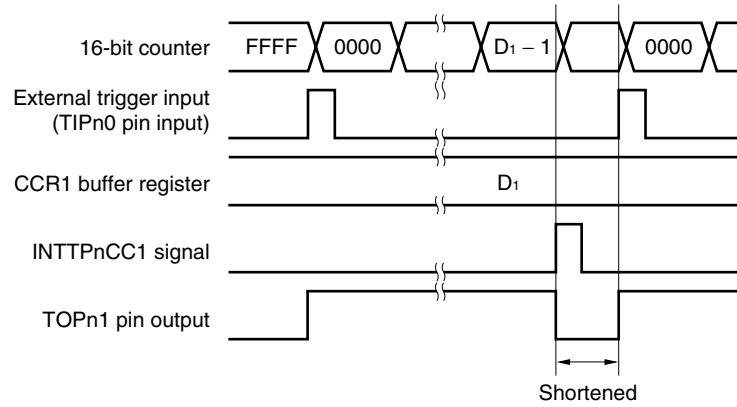 16-bit counter FFFF 0000 D₁ – 1 0000
External trigger input
(TIPn0 pin input)
CCR1 buffer register D₁
INTTPnCC1 signal
TOPn1 pin output
Shortened